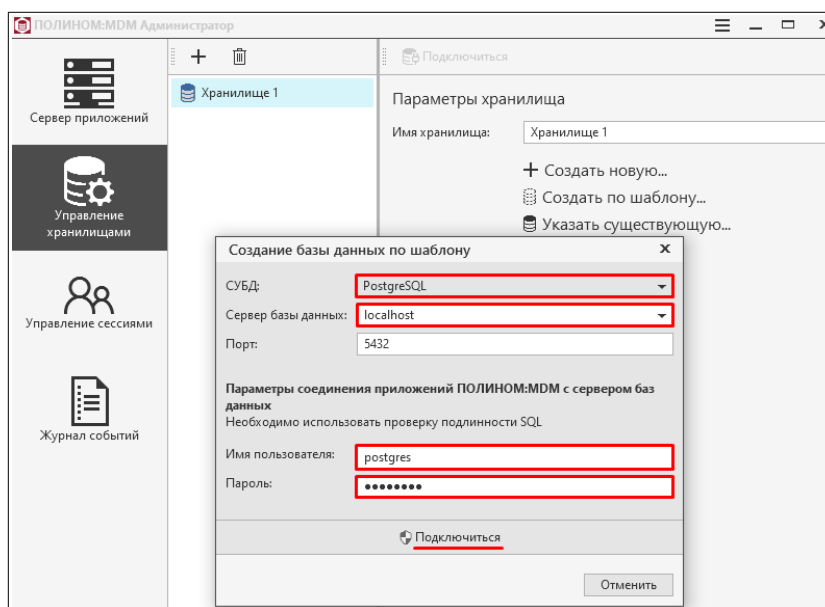 ПОЛИНОМ:MDM Администратор
Сервер приложений
Управление
хранилищами
Управление сессиями
Журнал событий
Хранилище 1
Подключиться
Параметры хранилища
Имя хранилища:
Хранилище 1
Создать новую...
Создать по шаблону...
Указать существующую...
Создание базы данных по шаблону
СУБД:
PostgreSQL
Сервер базы данных:
localhost
Порт:
5432
Параметры соединения приложений ПОЛИНОМ:MDM с сервером баз
данных
Необходимо использовать проверку подлинности SQL
Имя пользователя:
postgres
Пароль:
●●●●●●●●
Подключиться
Отменить